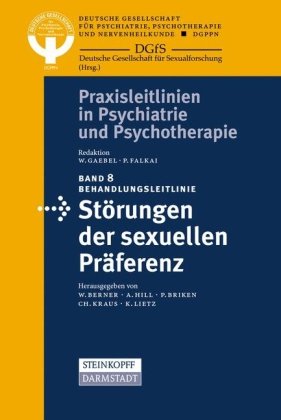 DEUTSCHE GESELLSCHAFT
FÜR PSYCHIATRIE, PSYCHOTHERAPIE
UND NERVENHEILKUNDE · DGPPN
DGfS
Deutsche Gesellschaft für Sexualforschung
(Hrsg.)
Praxisleitlinien
in Psychiatrie
und Psychotherapie
Redaktion
W. GAEBEL · P. FALKAI
BAND 8
BEHANDLUNGSLEITLINIE
Störungen
der sexuellen
Präferenz
Herausgegeben von
W. BERNER · A. HILL · P. BRIKEN
CH. KRAUS · K. LIETZ
STEINKOPFF
DARMSTADT